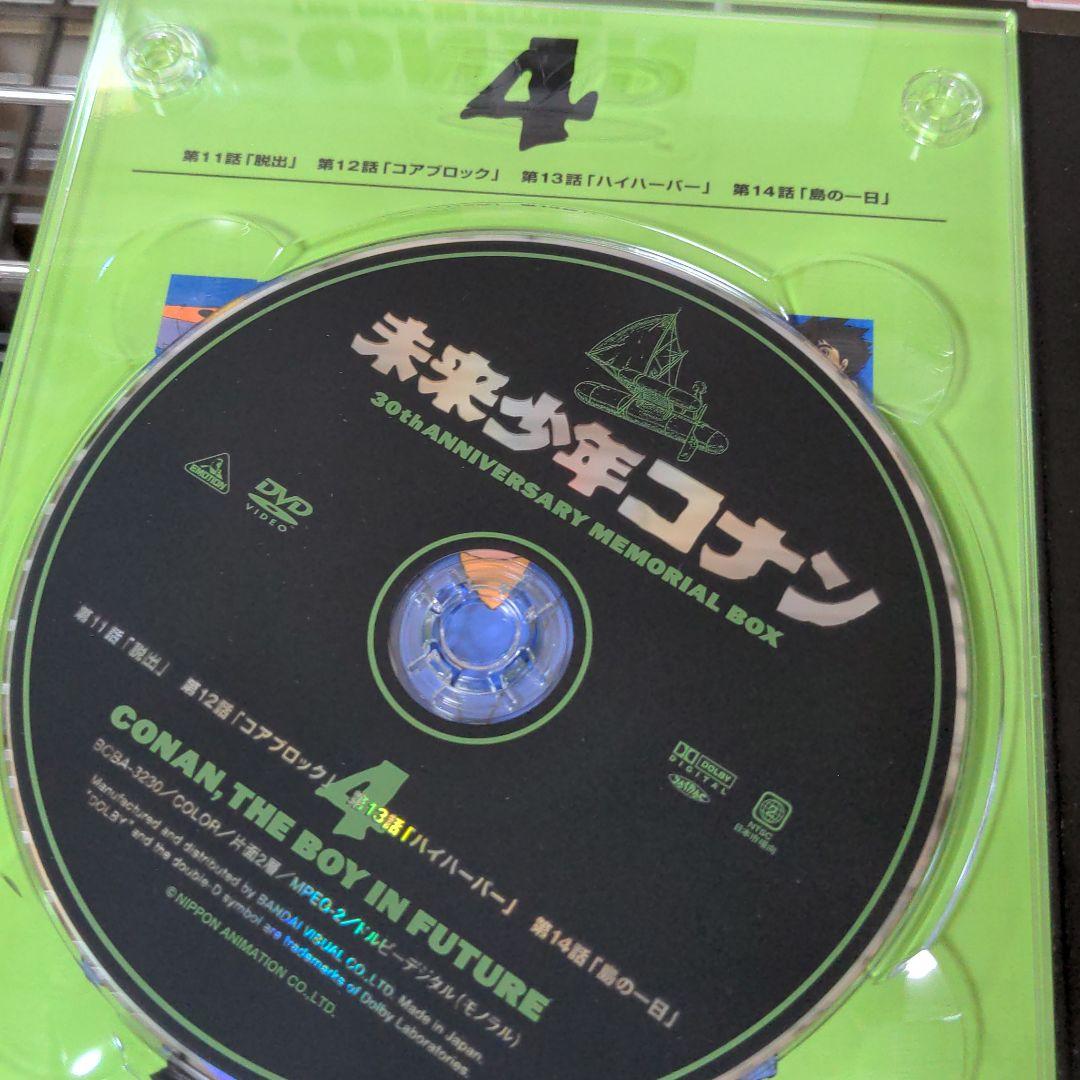 4
第11話「脱出」 第12話「コアブロック」 第13話「ハイハーバー」 第14話「島の一日」
未来少年コナン
30th ANNIVERSARY MEMORIAL BOX
EMOTION
DVD
VIDEO
DOLBY
DIGITAL
JASRAC
2
NTSC
日本市場向
第11話「脱出」 第12話「コアブロック」 第13話「ハイハーバー」 第14話「島の一日」
4
CONAN, THE BOY IN FUTURE
BCBA-3230/COLOR/片面2層/MPEG-2/ドルビーデジタル(モノラル)
Manufactured and distributed by BANDAI VISUAL CO.,LTD. Made in Japan.
"DOLBY" and the double-D symbol are trademarks of Dolby Laboratories.
©NIPPON ANIMATION CO.,LTD.